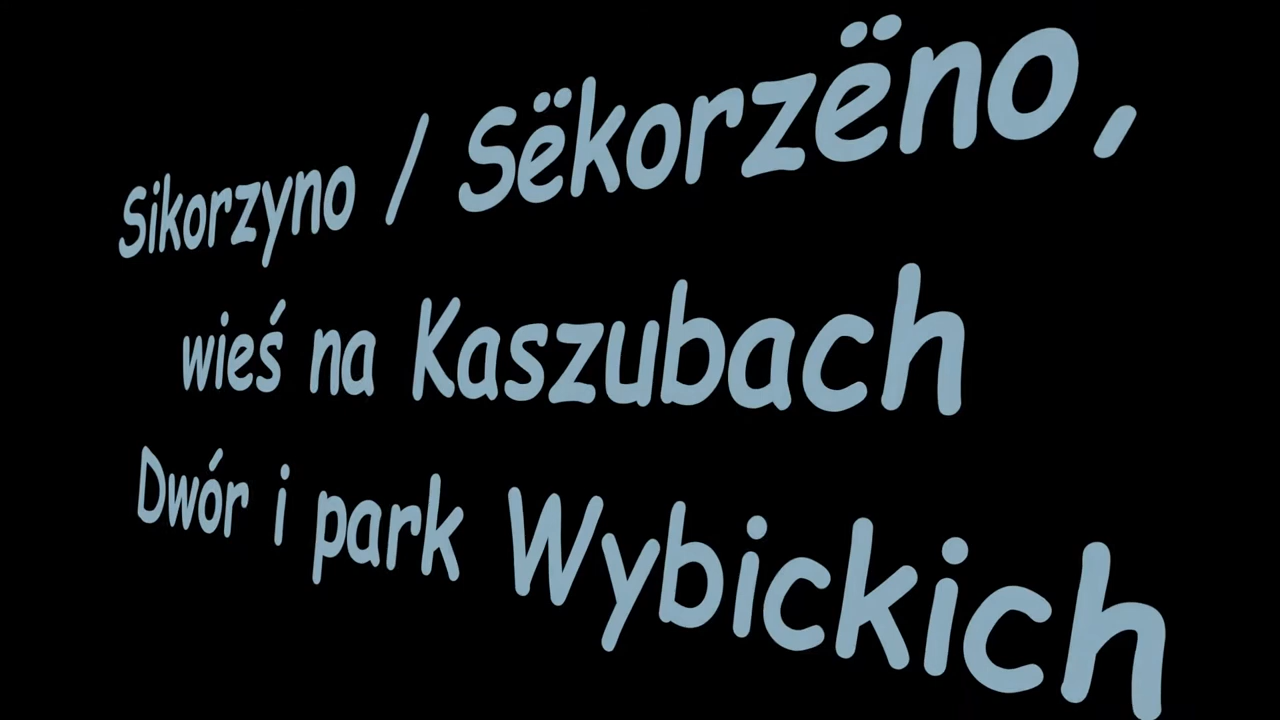 Sikorzyno / Sëkorzëno,
wieś na Kaszubach
Dwór i park Wybickich